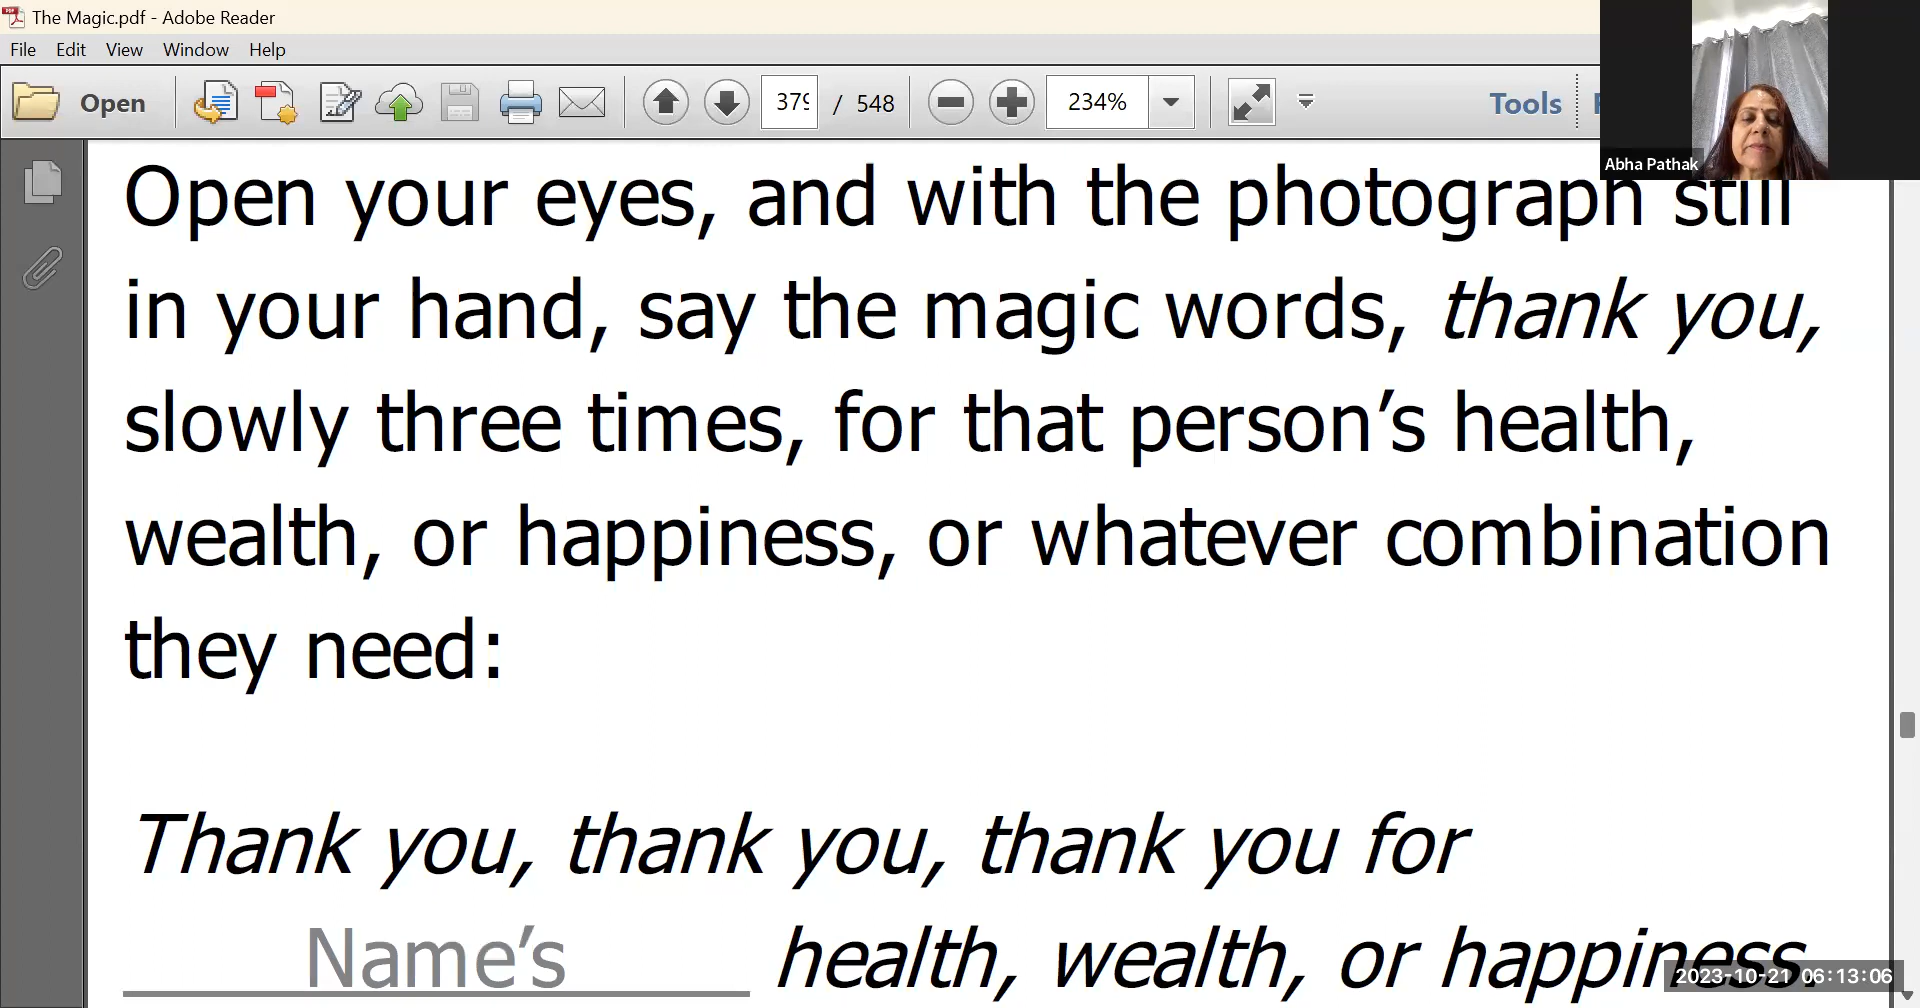 The Magic.pdf - Adobe Reader
File Edit View Window Help
Open 379 / 548 234% Tools
Abha Pathak
Open your eyes, and with the photograph still
in your hand, say the magic words, thank you,
slowly three times, for that person’s health,
wealth, or happiness, or whatever combination
they need:
Thank you, thank you, thank you for
Name’s health, wealth, or happiness.
2023-10-21 06:13:06